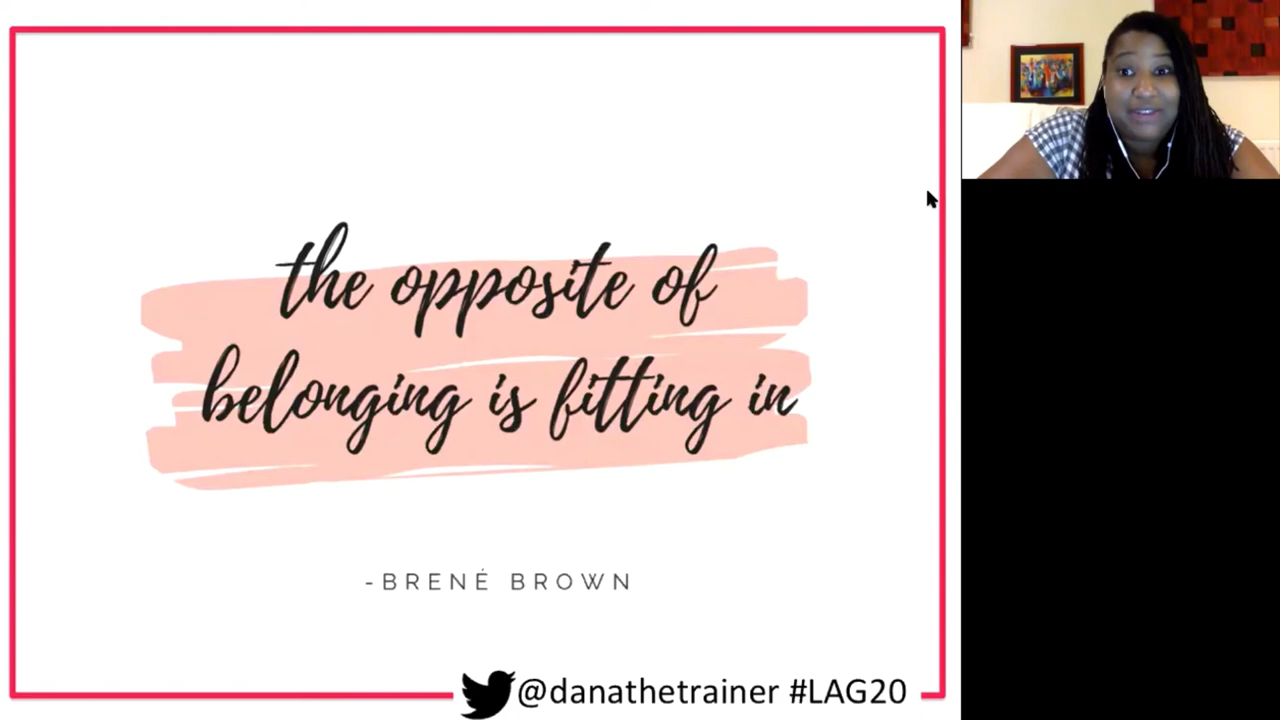 the opposite of
belonging is fitting in
-BRENÉ BROWN
@danathetrainer #LAG20